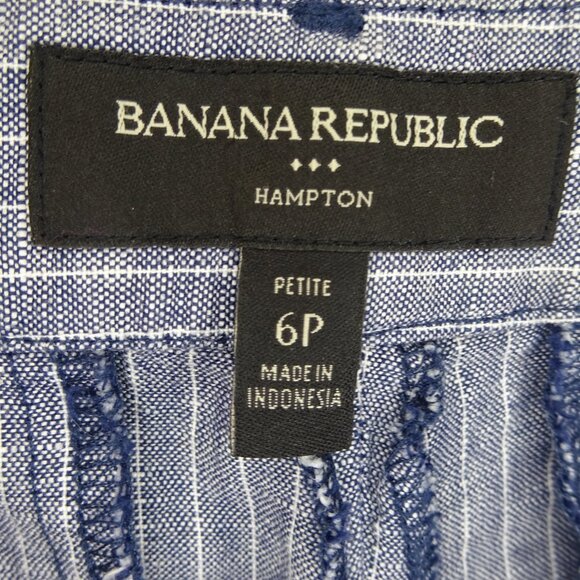 BANANA REPUBLIC
HAMPTON
PETITE
6P
MADE IN
INDONESIA